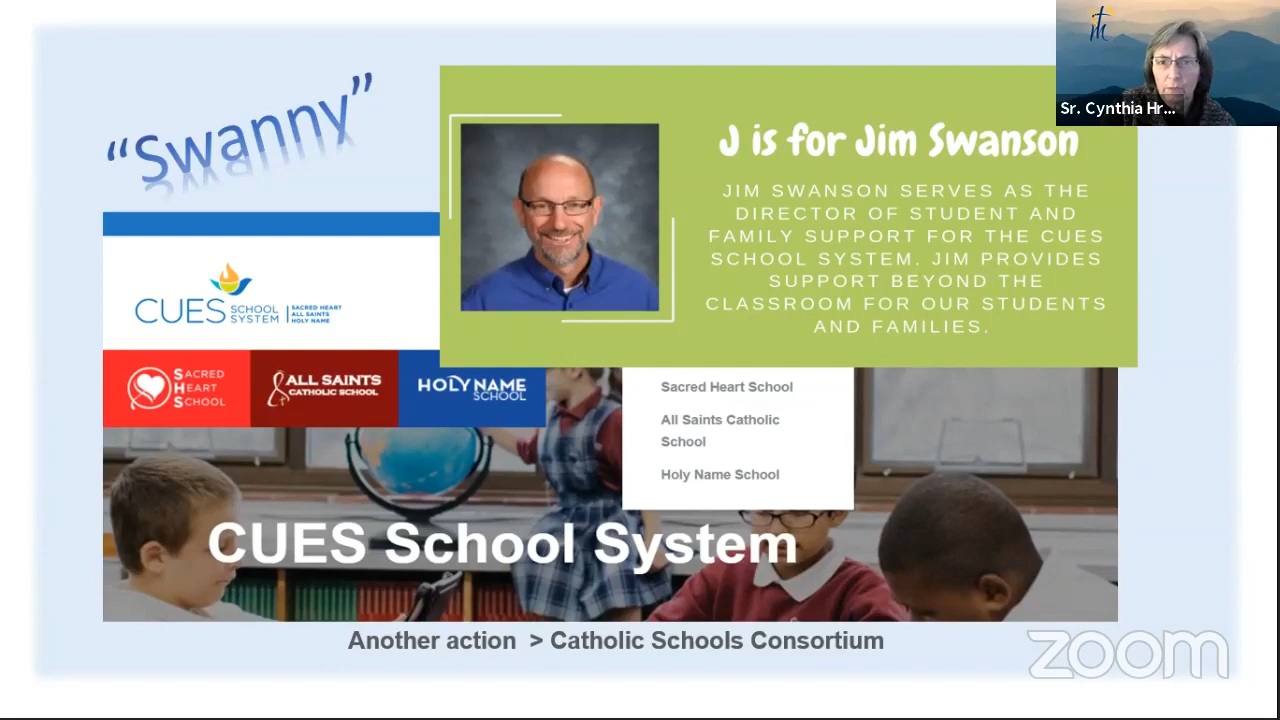 “Swanny”
Sr. Cynthia Hr...
J is for Jim Swanson
JIM SWANSON SERVES AS THE
DIRECTOR OF STUDENT AND
FAMILY SUPPORT FOR THE CUES
SCHOOL SYSTEM. JIM PROVIDES
SUPPORT BEYOND THE
CLASSROOM FOR OUR STUDENTS
AND FAMILIES.
CUES SCHOOL SYSTEM
SACRED HEART
ALL SAINTS
HOLY NAME
SACRED
HEART
SCHOOL
ALL SAINTS
CATHOLIC SCHOOL
HOLY NAME
SCHOOL
Sacred Heart School
All Saints Catholic
School
Holy Name School
CUES School System
Another action > Catholic Schools Consortium
zoom